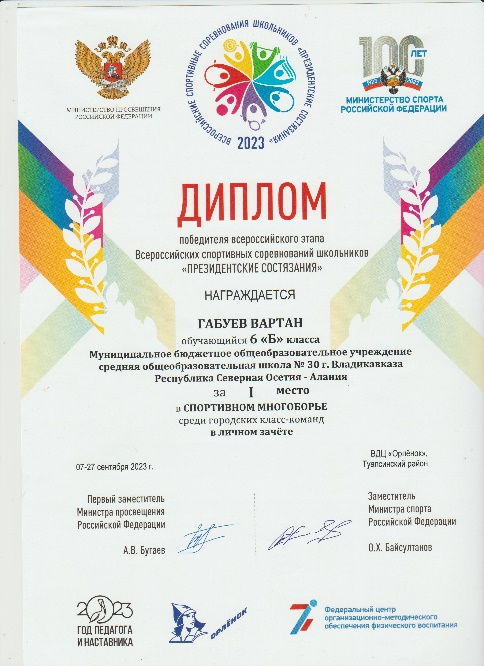 МИНИСТЕРСТВО ПРОСВЕЩЕНИЯ
РОССИЙСКОЙ ФЕДЕРАЦИИ
ВСЕРОССИЙСКИЕ СПОРТИВНЫЕ СОРЕВНОВАНИЯ ШКОЛЬНИКОВ «ПРЕЗИДЕНТСКИЕ СОСТЯЗАНИЯ»
2023
100 ЛЕТ
МИНИСТЕРСТВО СПОРТА
РОССИЙСКОЙ ФЕДЕРАЦИИ
ДИПЛОМ
победителя всероссийского этапа
Всероссийских спортивных соревнований школьников
«ПРЕЗИДЕНТСКИЕ СОСТЯЗАНИЯ»
НАГРАЖДАЕТСЯ
ГАБУЕВ ВАРТАН
обучающийся 6 «Б» класса
Муниципальное бюджетное общеобразовательное учреждение
средняя общеобразовательная школа № 30 г. Владикавказа
Республика Северная Осетия - Алания
за I место
в СПОРТИВНОМ МНОГОБОРЬЕ
среди городских класс-команд
в личном зачёте
07-27 сентября 2023 г.
ВДЦ «Орлёнок»,
Туапсинский район
Первый заместитель
Министра просвещения
Российской Федерации
А.В. Бугаев
Заместитель
Министра спорта
Российской Федерации
О.Х. Байсултанов
2023
ГОД ПЕДАГОГА
И НАСТАВНИКА
ОРЛЁНОК
Федеральный центр
организационно-методического
обеспечения физического воспитания